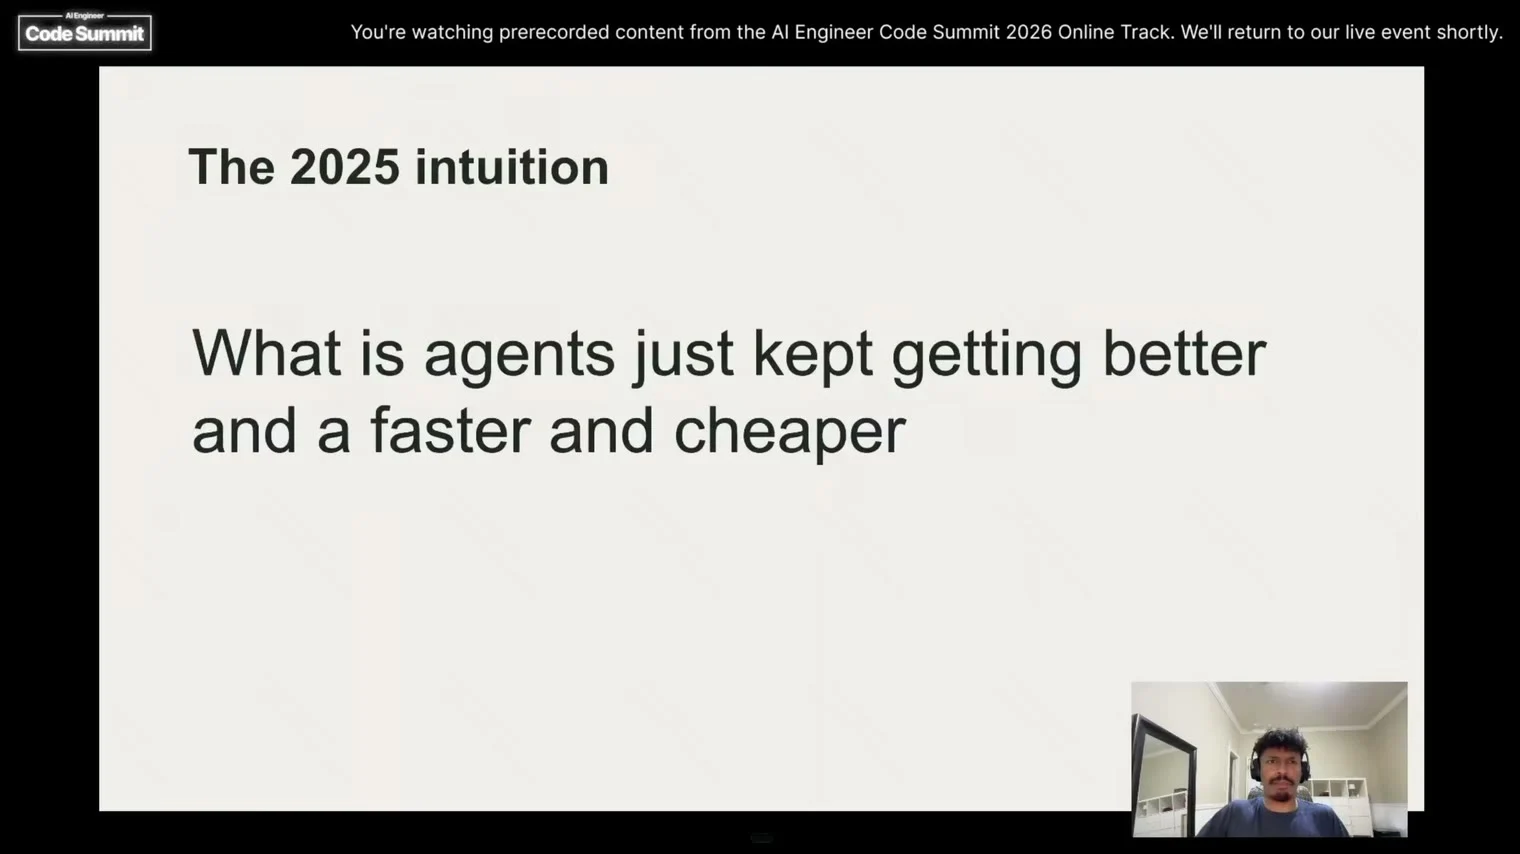 AI Engineer
Code Summit
You're watching prerecorded content from the AI Engineer Code Summit 2026 Online Track. We'll return to our live event shortly.
The 2025 intuition
What is agents just kept getting better
and a faster and cheaper